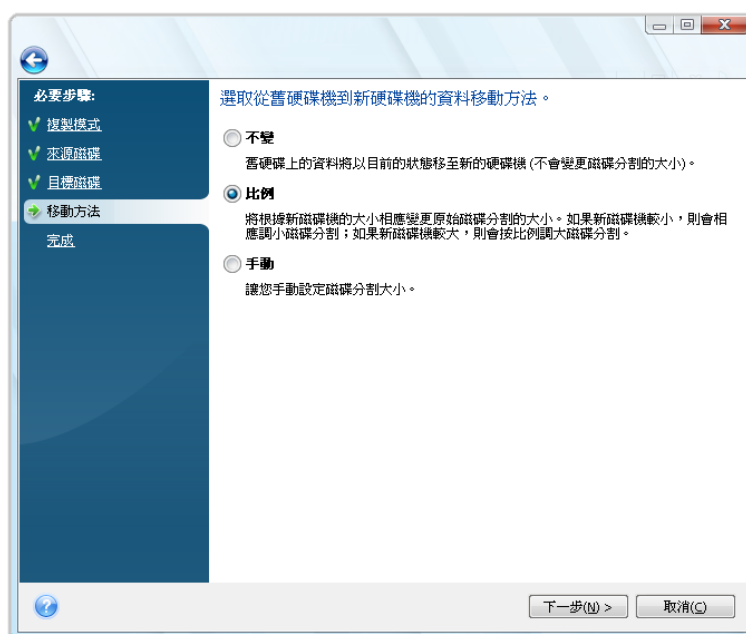 必要步驟:
複製模式
來源磁碟
目標磁碟
移動方法
完成
選取從舊硬碟機到新硬碟機的資料移動方法。
不變
舊硬碟上的資料將以目前的狀態移至新的硬碟機 (不會變更磁碟分割的大小)。
比例
將根據新磁碟機的大小相應變更原始磁碟分割的大小。如果新磁碟機較小，則會相
應調小磁碟分割；如果新磁碟機較大，則會按比例調大磁碟分割。
手動
讓您手動設定磁碟分割大小。
下一步(N) >
取消(C)